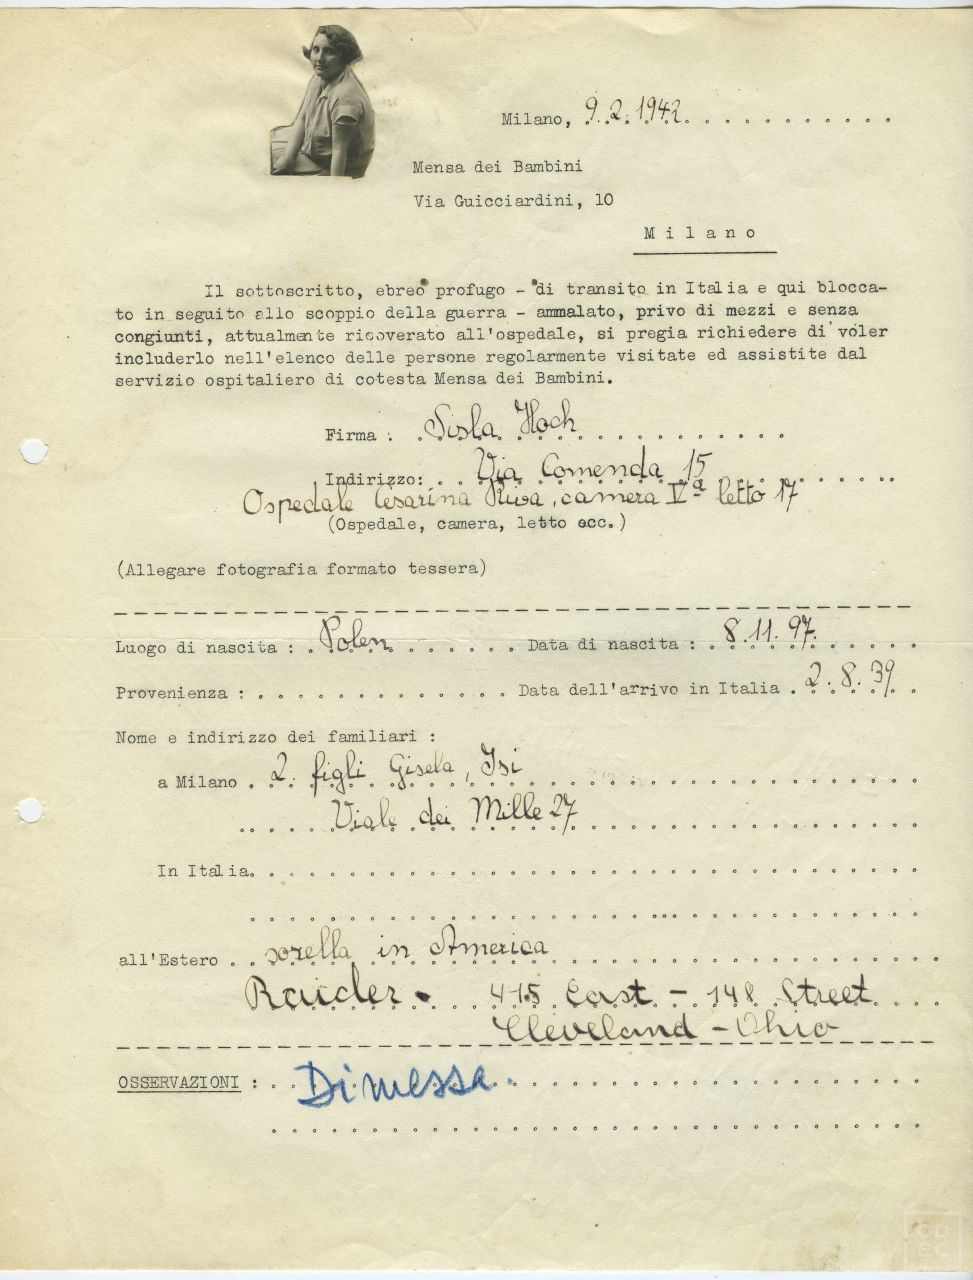 Milano, 9.2.1942
Mensa dei Bambini
Via Guicciardini, 10
Milano
Il sottoscritto, ebreo profugo - di transito in Italia e qui blocca-
to in seguito allo scoppio della guerra - ammalato, privo di mezzi e senza
congiunti, attualmente ricoverato all'ospedale, si pregia richiedere di voler
includerlo nell'elenco delle persone regolarmente visitate ed assistite dal
servizio ospitaliero di cotesta Mensa dei Bambini.
Firma : Sisla Hoch
Indirizzo: Via Comenda 15
Ospedale Cesarina Riva, camera Va letto 17
(Ospedale, camera, letto ecc.)
(Allegare fotografia formato tessera)
Luogo di nascita : Polen Data di nascita : 8.11.97.
Provenienza : Data dell'arrivo in Italia 2.8.39
Nome e indirizzo dei familiari :
a Milano 2. figli Gisela, Isi
Viale dei Mille 27
In Italia
all'Estero sorella in America
Raider 415 East - 148 Street
Cleveland - Ohio
OSSERVAZIONI : Dimessa.
CD
EC